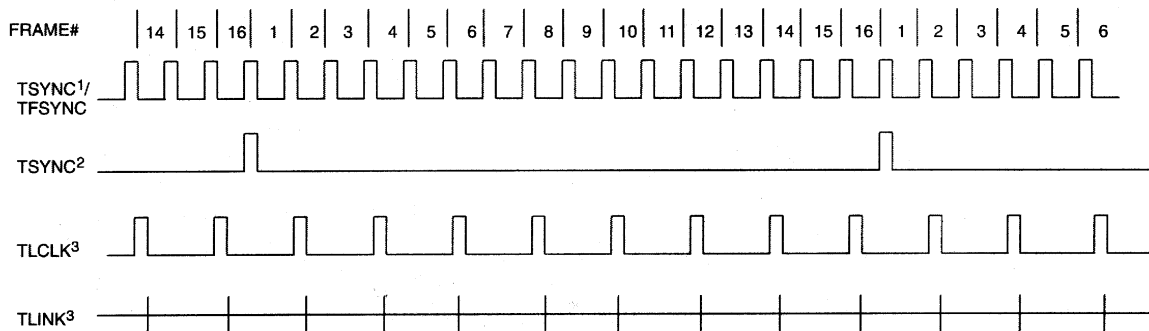 FRAME# 14 15 16 1 2 3 4 5 6 7 8 9 10 11 12 13 14 15 16 1 2 3 4 5 6
TSYNC¹/
TFSYNC
TSYNC²
TLCLK³
TLINK³